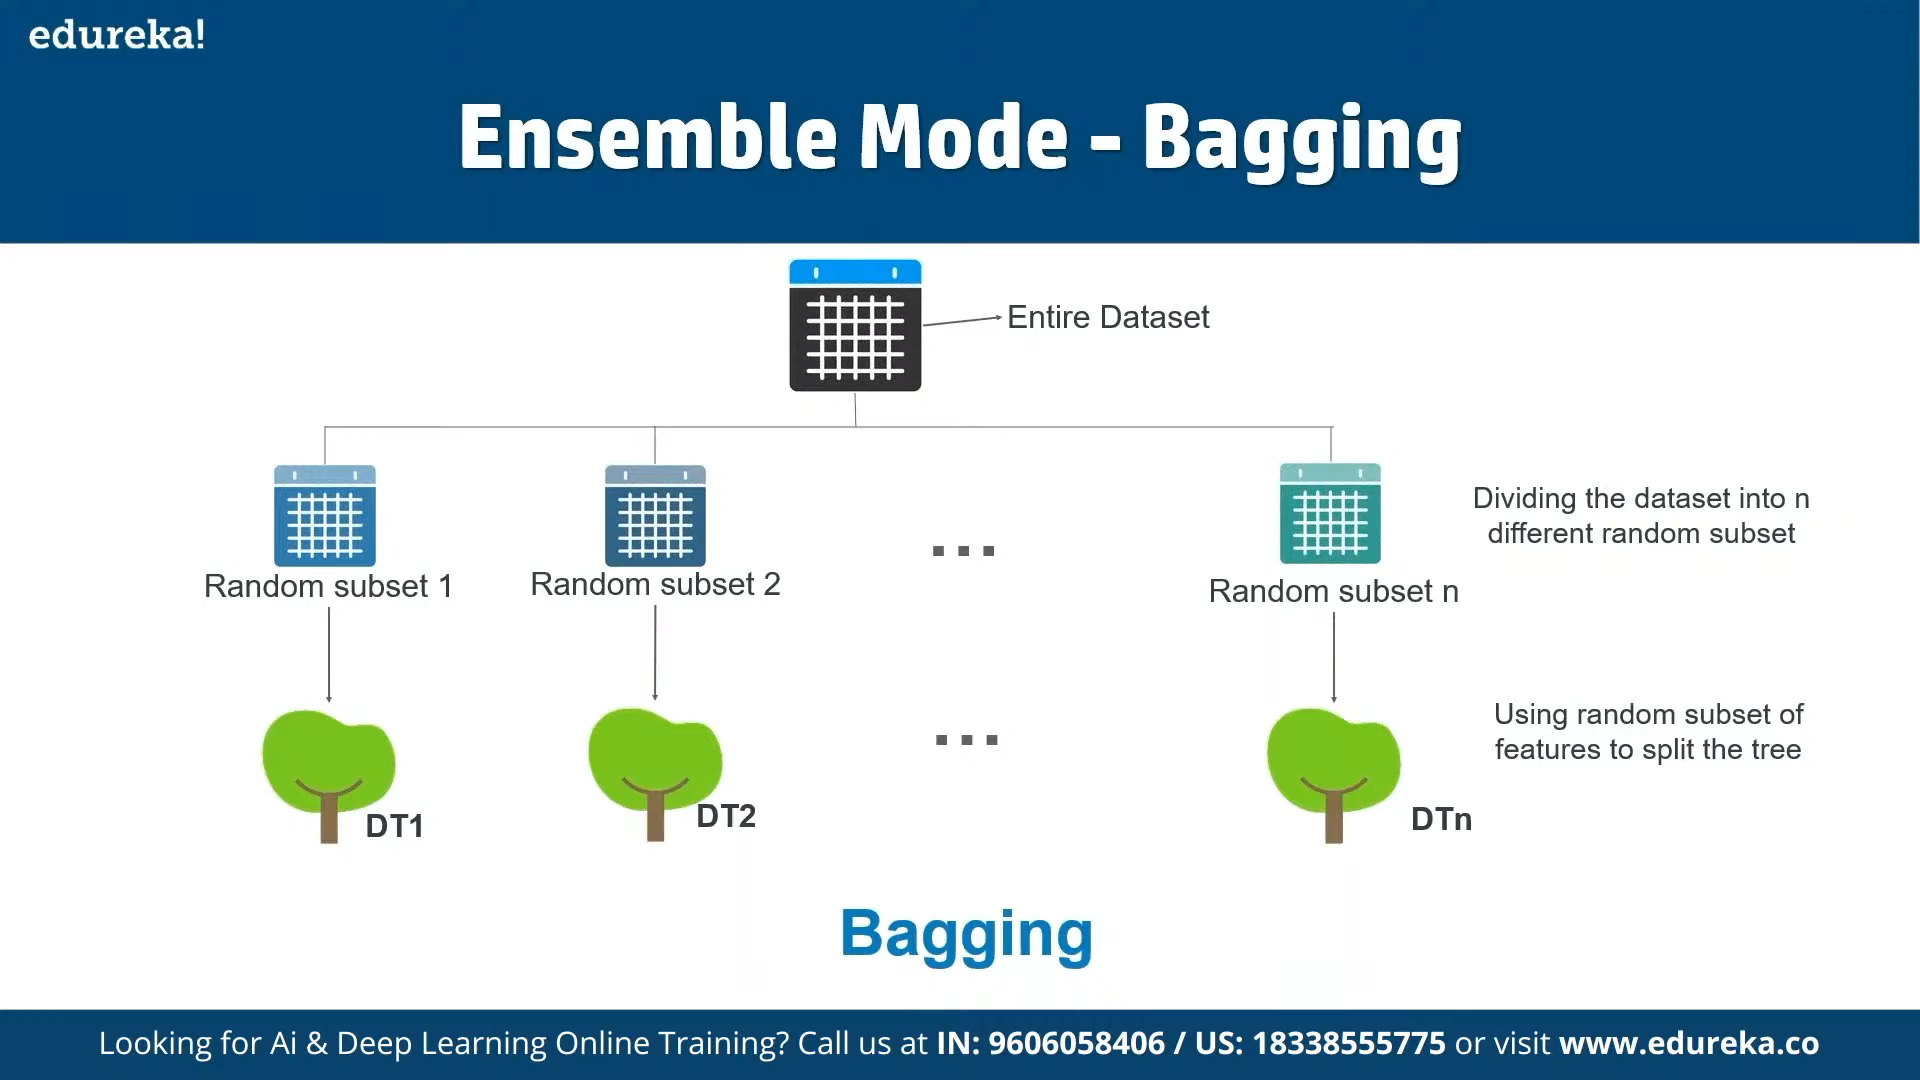 edureka!
Ensemble Mode - Bagging
Entire Dataset
Dividing the dataset into n
different random subset
Random subset 1
Random subset 2
...
Random subset n
Using random subset of
features to split the tree
...
DT1
DT2
DTn
Bagging
Looking for Ai & Deep Learning Online Training? Call us at IN: 9606058406 / US: 18338555775 or visit www.edureka.co